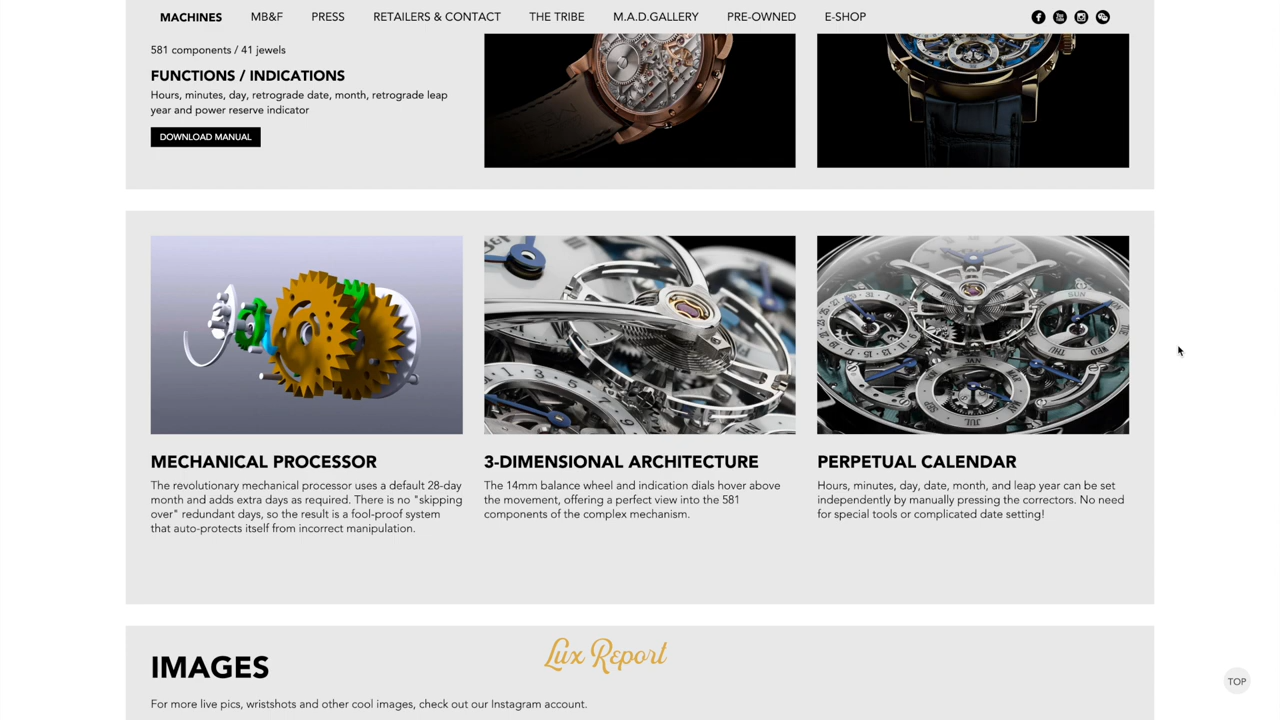 MACHINES MB&F PRESS RETAILERS & CONTACT THE TRIBE M.A.D.GALLERY PRE-OWNED E-SHOP
581 components / 41 jewels
FUNCTIONS / INDICATIONS
Hours, minutes, day, retrograde date, month, retrograde leap
year and power reserve indicator
DOWNLOAD MANUAL
MECHANICAL PROCESSOR
The revolutionary mechanical processor uses a default 28-day
month and adds extra days as required. There is no "skipping
over" redundant days, so the result is a fool-proof system
that auto-protects itself from incorrect manipulation.
3-DIMENSIONAL ARCHITECTURE
The 14mm balance wheel and indication dials hover above
the movement, offering a perfect view into the 581
components of the complex mechanism.
SUN
WED
THU
JAN
SEP
JUL
PERPETUAL CALENDAR
Hours, minutes, day, date, month, and leap year can be set
independently by manually pressing the correctors. No need
for special tools or complicated date setting!
IMAGES
Lux Report
For more live pics, wristshots and other cool images, check out our Instagram account.
TOP